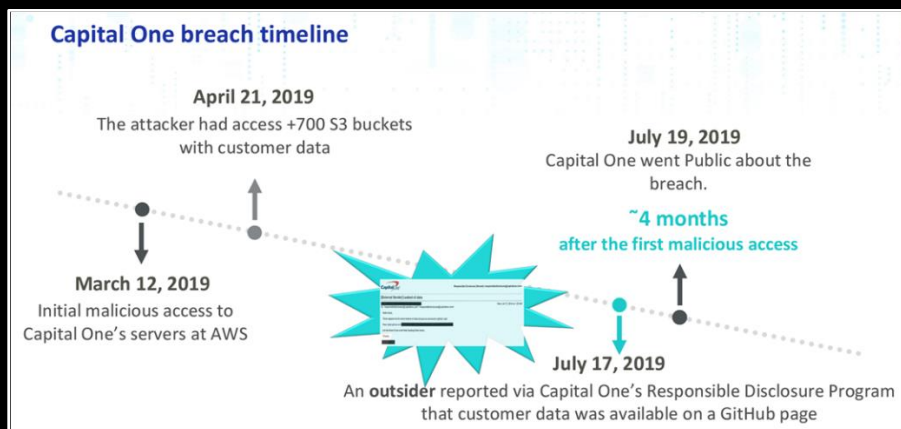 Capital One breach timeline
April 21, 2019
The attacker had access +700 S3 buckets
with customer data
July 19, 2019
Capital One went Public about the
breach.
~4 months
after the first malicious access
March 12, 2019
Initial malicious access to
Capital One's servers at AWS
Capital One
July 17, 2019
An outsider reported via Capital One's Responsible Disclosure Program
that customer data was available on a GitHub page